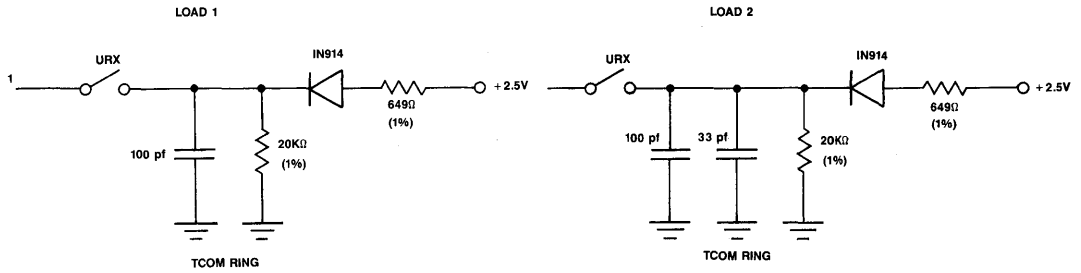 LOAD 1
1
URX
IN914
649Ω
(1%)
+ 2.5V
100 pf
20KΩ
(1%)
TCOM RING
LOAD 2
URX
IN914
649Ω
(1%)
+ 2.5V
100 pf
33 pf
20KΩ
(1%)
TCOM RING